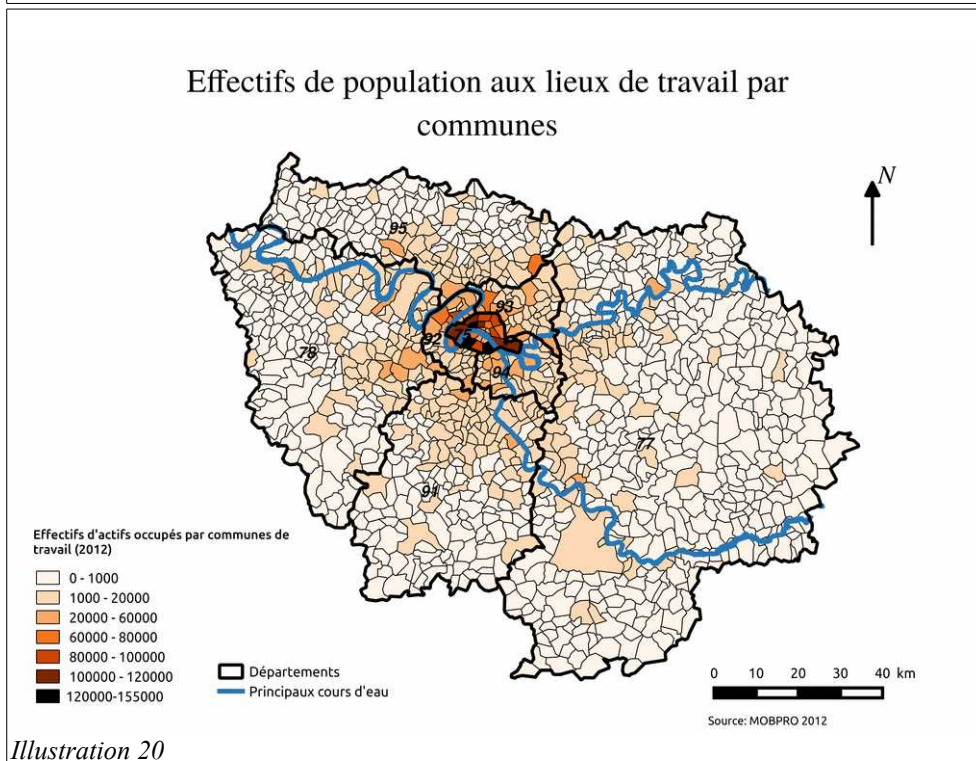 Effectifs de population aux lieux de travail par
communes
N
95
93
92
75
78
94
77
91
Effectifs d'actifs occupés par communes de
travail (2012)
0 - 1000
1000 - 20000
20000 - 60000
60000 - 80000
80000 - 100000
100000 - 120000
120000-155000
Départements
Principaux cours d'eau
0 10 20 30 40 km
Source: MOBPRO 2012
Illustration 20